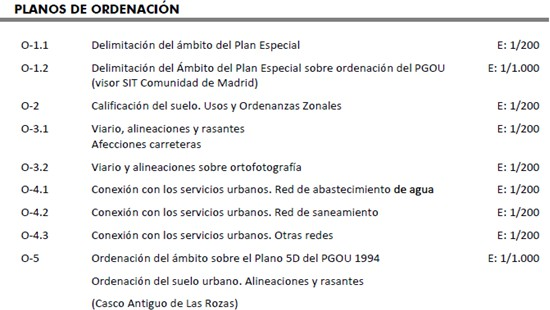 PLANOS DE ORDENACIÓN
O-1.1 Delimitación del ámbito del Plan Especial E: 1/200
O-1.2 Delimitación del Ámbito del Plan Especial sobre ordenación del PGOU E: 1/1.000
(visor SIT Comunidad de Madrid)
O-2 Calificación del suelo. Usos y Ordenanzas Zonales E: 1/200
O-3.1 Viario, alineaciones y rasantes E: 1/200
Afecciones carreteras
O-3.2 Viario y alineaciones sobre ortofotografía E: 1/200
O-4.1 Conexión con los servicios urbanos. Red de abastecimiento de agua E: 1/200
O-4.2 Conexión con los servicios urbanos. Red de saneamiento E: 1/200
O-4.3 Conexión con los servicios urbanos. Otras redes E: 1/200
O-5 Ordenación del ámbito sobre el Plano 5D del PGOU 1994 E: 1/1.000
Ordenación del suelo urbano. Alineaciones y rasantes
(Casco Antiguo de Las Rozas)